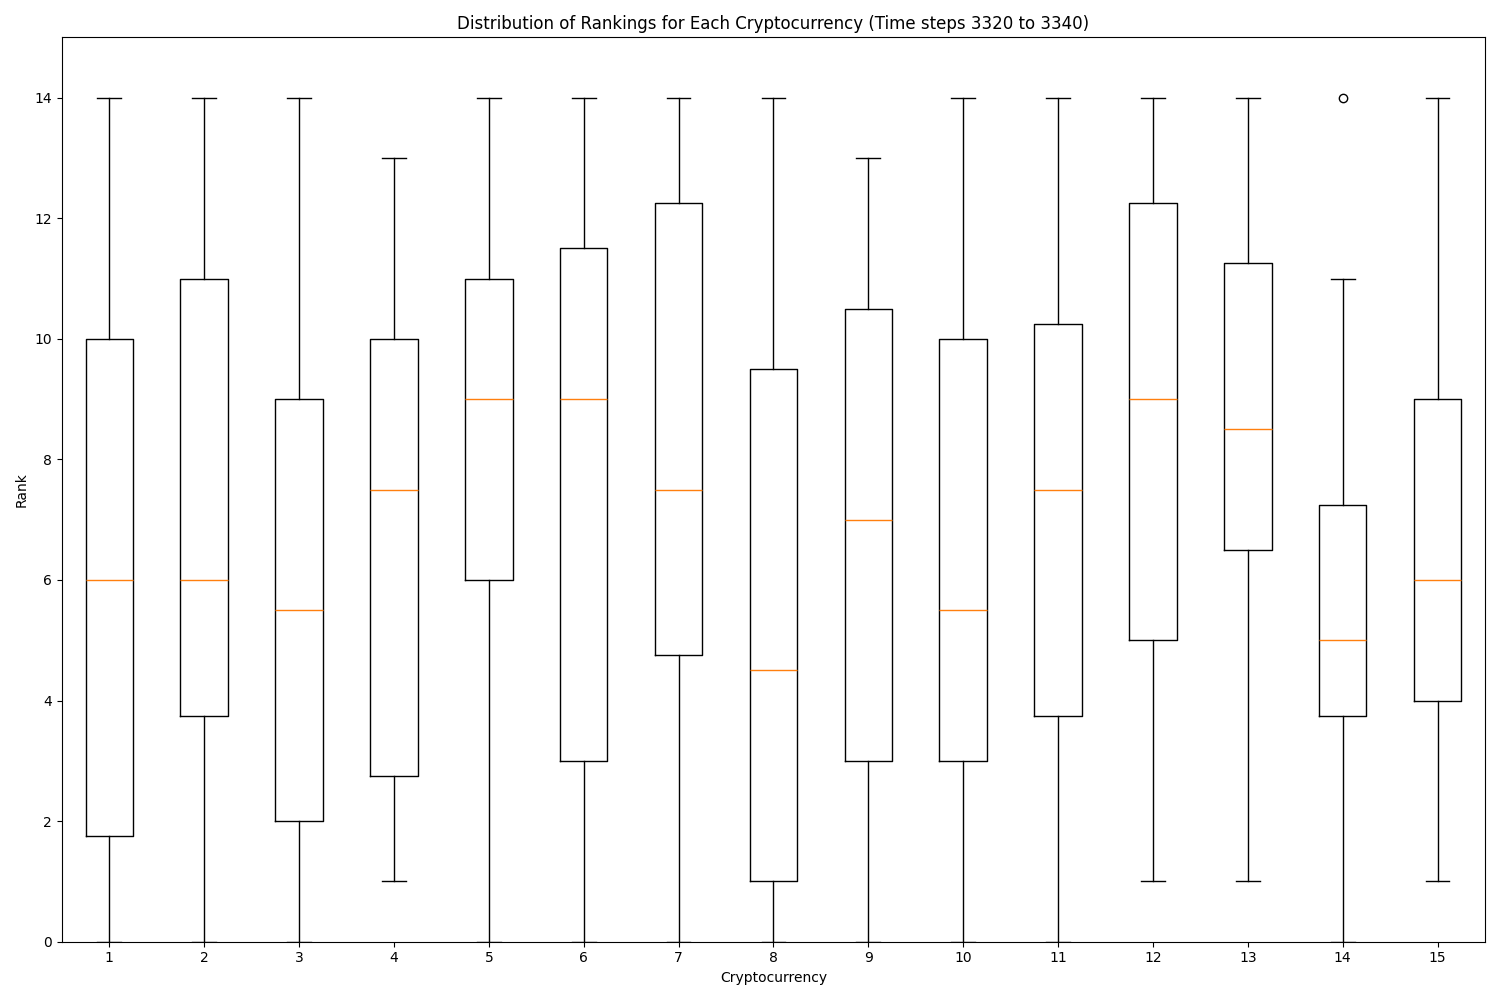 Distribution of Rankings for Each Cryptocurrency (Time steps 3320 to 3340)
14
12
10
8
6
4
2
0
Rank
1 2 3 4 5 6 7 8 9 10 11 12 13 14 15
Cryptocurrency